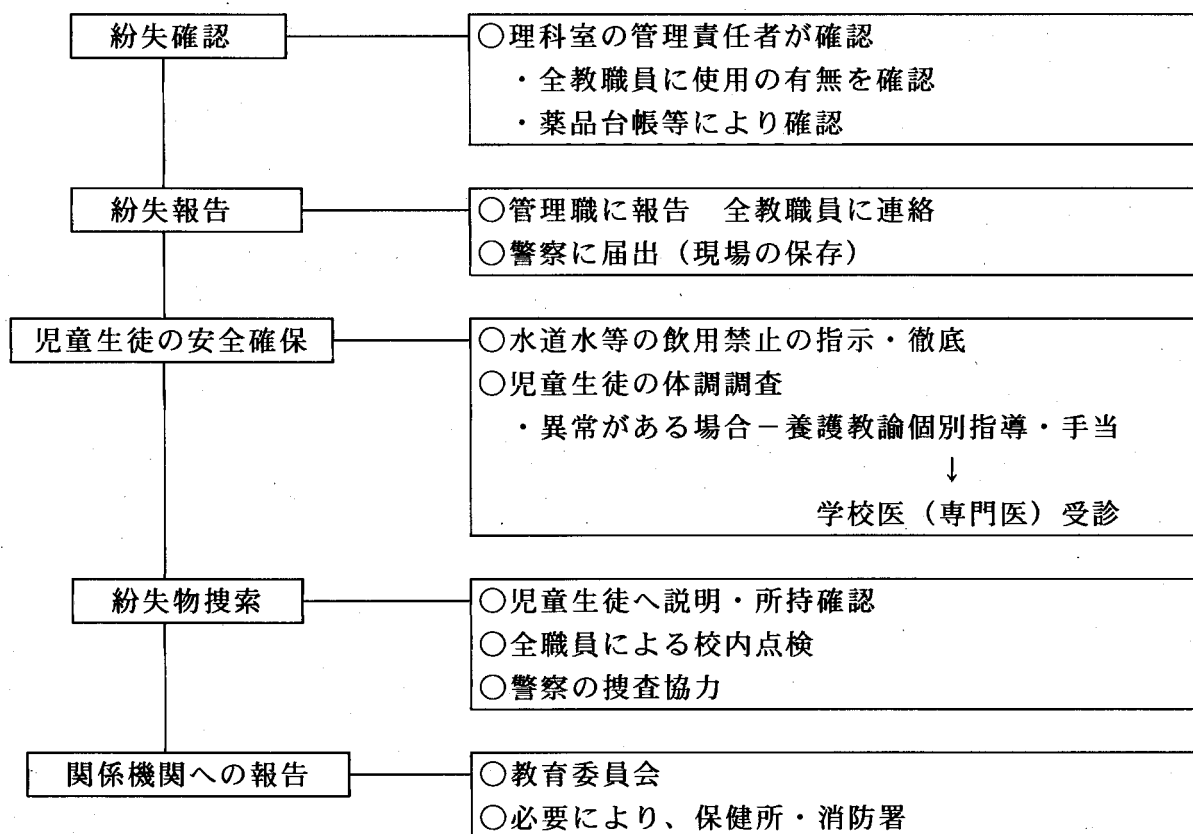 紛失確認
○理科室の管理責任者が確認
・全教職員に使用の有無を確認
・薬品台帳等により確認
紛失報告
○管理職に報告　全教職員に連絡
○警察に届出（現場の保存）
児童生徒の安全確保
○水道水等の飲用禁止の指示・徹底
○児童生徒の体調調査
・異常がある場合－養護教諭個別指導・手当
↓
学校医（専門医）受診
紛失物捜索
○児童生徒へ説明・所持確認
○全職員による校内点検
○警察の捜査協力
関係機関への報告
○教育委員会
○必要により、保健所・消防署